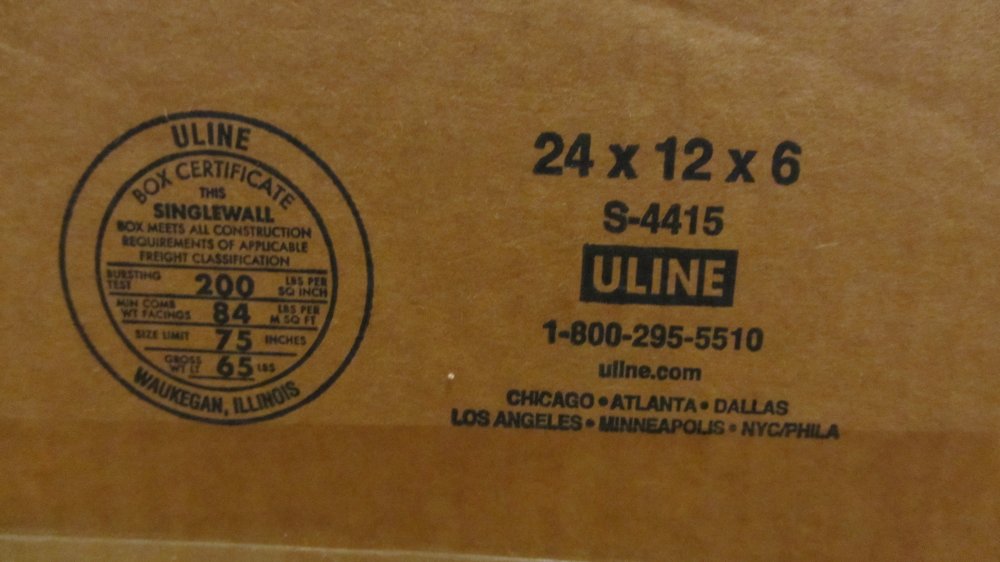 ULINE
BOX CERTIFICATE
THIS
SINGLEWALL
BOX MEETS ALL CONSTRUCTION
REQUIREMENTS OF APPLICABLE
FREIGHT CLASSIFICATION
BURSTING TEST 200 LBS PER SQ INCH
MIN COMB WT FACINGS 84 LBS PER M SQ FT
SIZE LIMIT 75 INCHES
GROSS WT LT 65 LBS
WAUKEGAN, ILLINOIS
24 x 12 x 6
S-4415
ULINE
1-800-295-5510
uline.com
CHICAGO • ATLANTA • DALLAS
LOS ANGELES • MINNEAPOLIS • NYC/PHILA